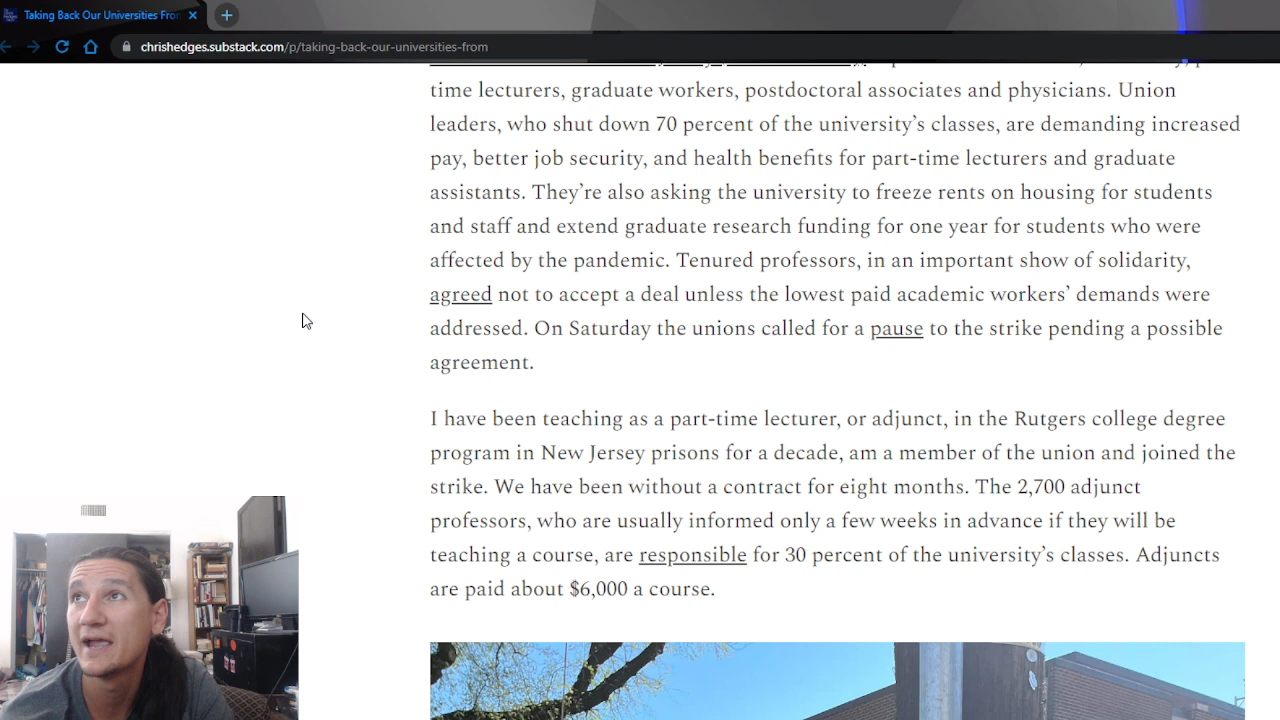 Taking Back Our Universities From
chrishedges.substack.com/p/taking-back-our-universities-from
time lecturers, graduate workers, postdoctoral associates and physicians. Union
leaders, who shut down 70 percent of the university’s classes, are demanding increased
pay, better job security, and health benefits for part-time lecturers and graduate
assistants. They’re also asking the university to freeze rents on housing for students
and staff and extend graduate research funding for one year for students who were
affected by the pandemic. Tenured professors, in an important show of solidarity,
agreed not to accept a deal unless the lowest paid academic workers’ demands were
addressed. On Saturday the unions called for a pause to the strike pending a possible
agreement.
I have been teaching as a part-time lecturer, or adjunct, in the Rutgers college degree
program in New Jersey prisons for a decade, am a member of the union and joined the
strike. We have been without a contract for eight months. The 2,700 adjunct
professors, who are usually informed only a few weeks in advance if they will be
teaching a course, are responsible for 30 percent of the university’s classes. Adjuncts
are paid about $6,000 a course.